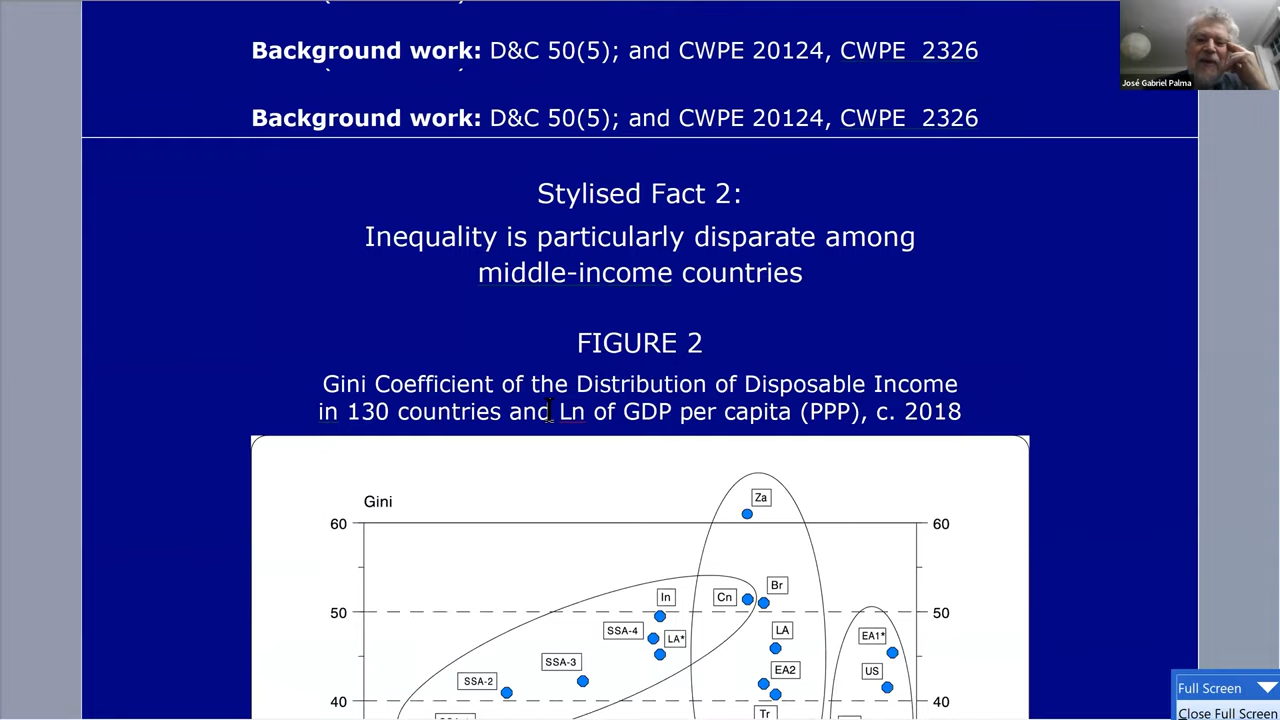 Background work: D&C 50(5); and CWPE 20124, CWPE 2326
José Gabriel Palma
Background work: D&C 50(5); and CWPE 20124, CWPE 2326
Stylised Fact 2:
Inequality is particularly disparate among
middle-income countries
FIGURE 2
Gini Coefficient of the Distribution of Disposable Income
in 130 countries and Ln of GDP per capita (PPP), c. 2018
Gini
Za
60
60
Br
In
Cn
50
50
SSA-4
LA*
LA
EA1*
SSA-3
EA2
US
SSA-2
40
40
Tr
Full Screen
Close Full Screen